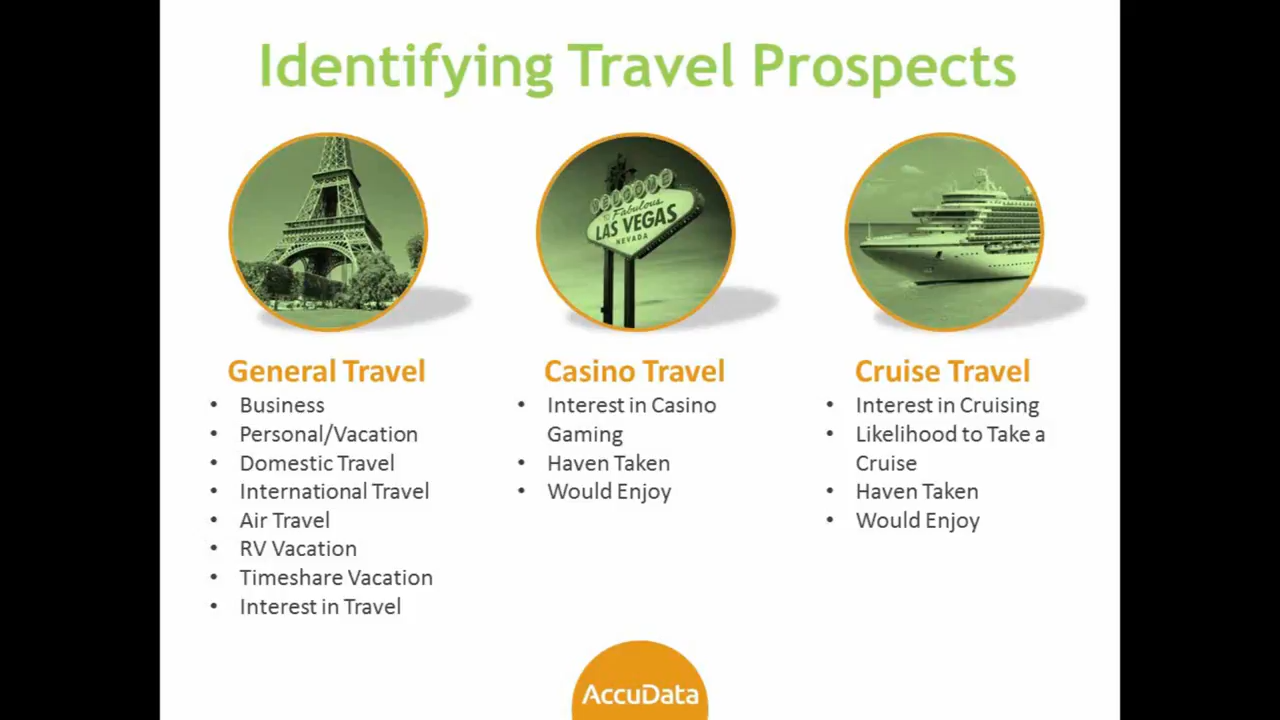 Identifying Travel Prospects
WELCOME
TO Fabulous
LAS VEGAS
NEVADA
General Travel
• Business
• Personal/Vacation
• Domestic Travel
• International Travel
• Air Travel
• RV Vacation
• Timeshare Vacation
• Interest in Travel
Casino Travel
• Interest in Casino
Gaming
• Haven Taken
• Would Enjoy
Cruise Travel
• Interest in Cruising
• Likelihood to Take a
Cruise
• Haven Taken
• Would Enjoy
AccuData